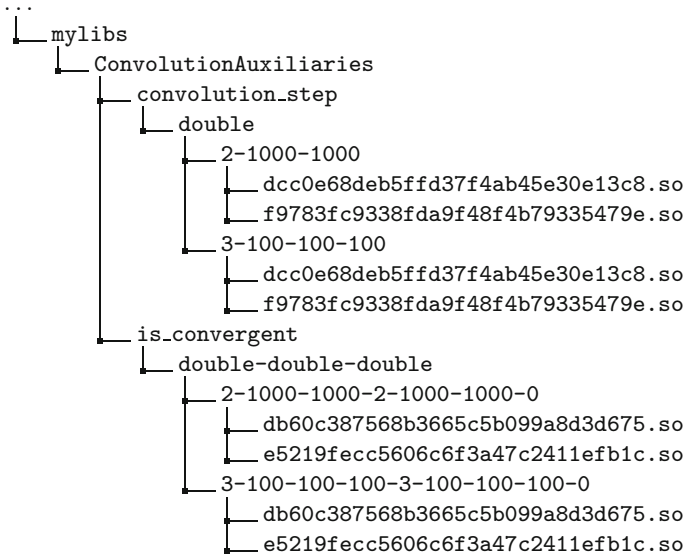 ...
mylibs
ConvolutionAuxiliaries
convolution_step
double
2-1000-1000
dcc0e68deb5ffd37f4ab45e30e13c8.so
f9783fc9338fda9f48f4b79335479e.so
3-100-100-100
dcc0e68deb5ffd37f4ab45e30e13c8.so
f9783fc9338fda9f48f4b79335479e.so
is_convergent
double-double-double
2-1000-1000-2-1000-1000-0
db60c387568b3665c5b099a8d3d675.so
e5219fecc5606c6f3a47c2411efb1c.so
3-100-100-100-3-100-100-100-0
db60c387568b3665c5b099a8d3d675.so
e5219fecc5606c6f3a47c2411efb1c.so